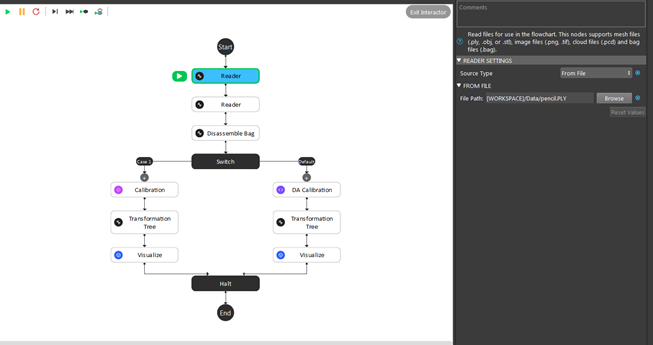 Exit Interactor
Start
Reader
Reader
Disassemble Bag
Switch
Case 1
Default
Calibration
DA Calibration
Transformation
Tree
Transformation
Tree
Visualize
Visualize
Halt
End
Comments
Read files for use in the flowchart. This nodes supports mesh files
(.ply, .obj, or .stl), image files (.png, .tif), cloud files (.pcd) and bag
files (.bag).
READER SETTINGS
Source Type
From File
FROM FILE
File Path: [WORKSPACE]/Data/pencil.PLY
Browse
Reset Values